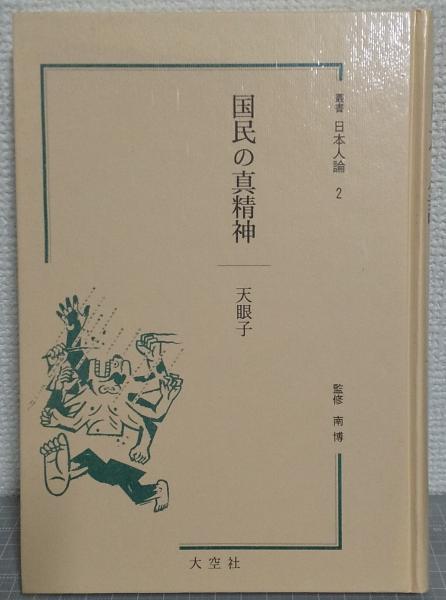 叢書 日本人論 2
国民の真精神
天眼子
監修 南博
大空社